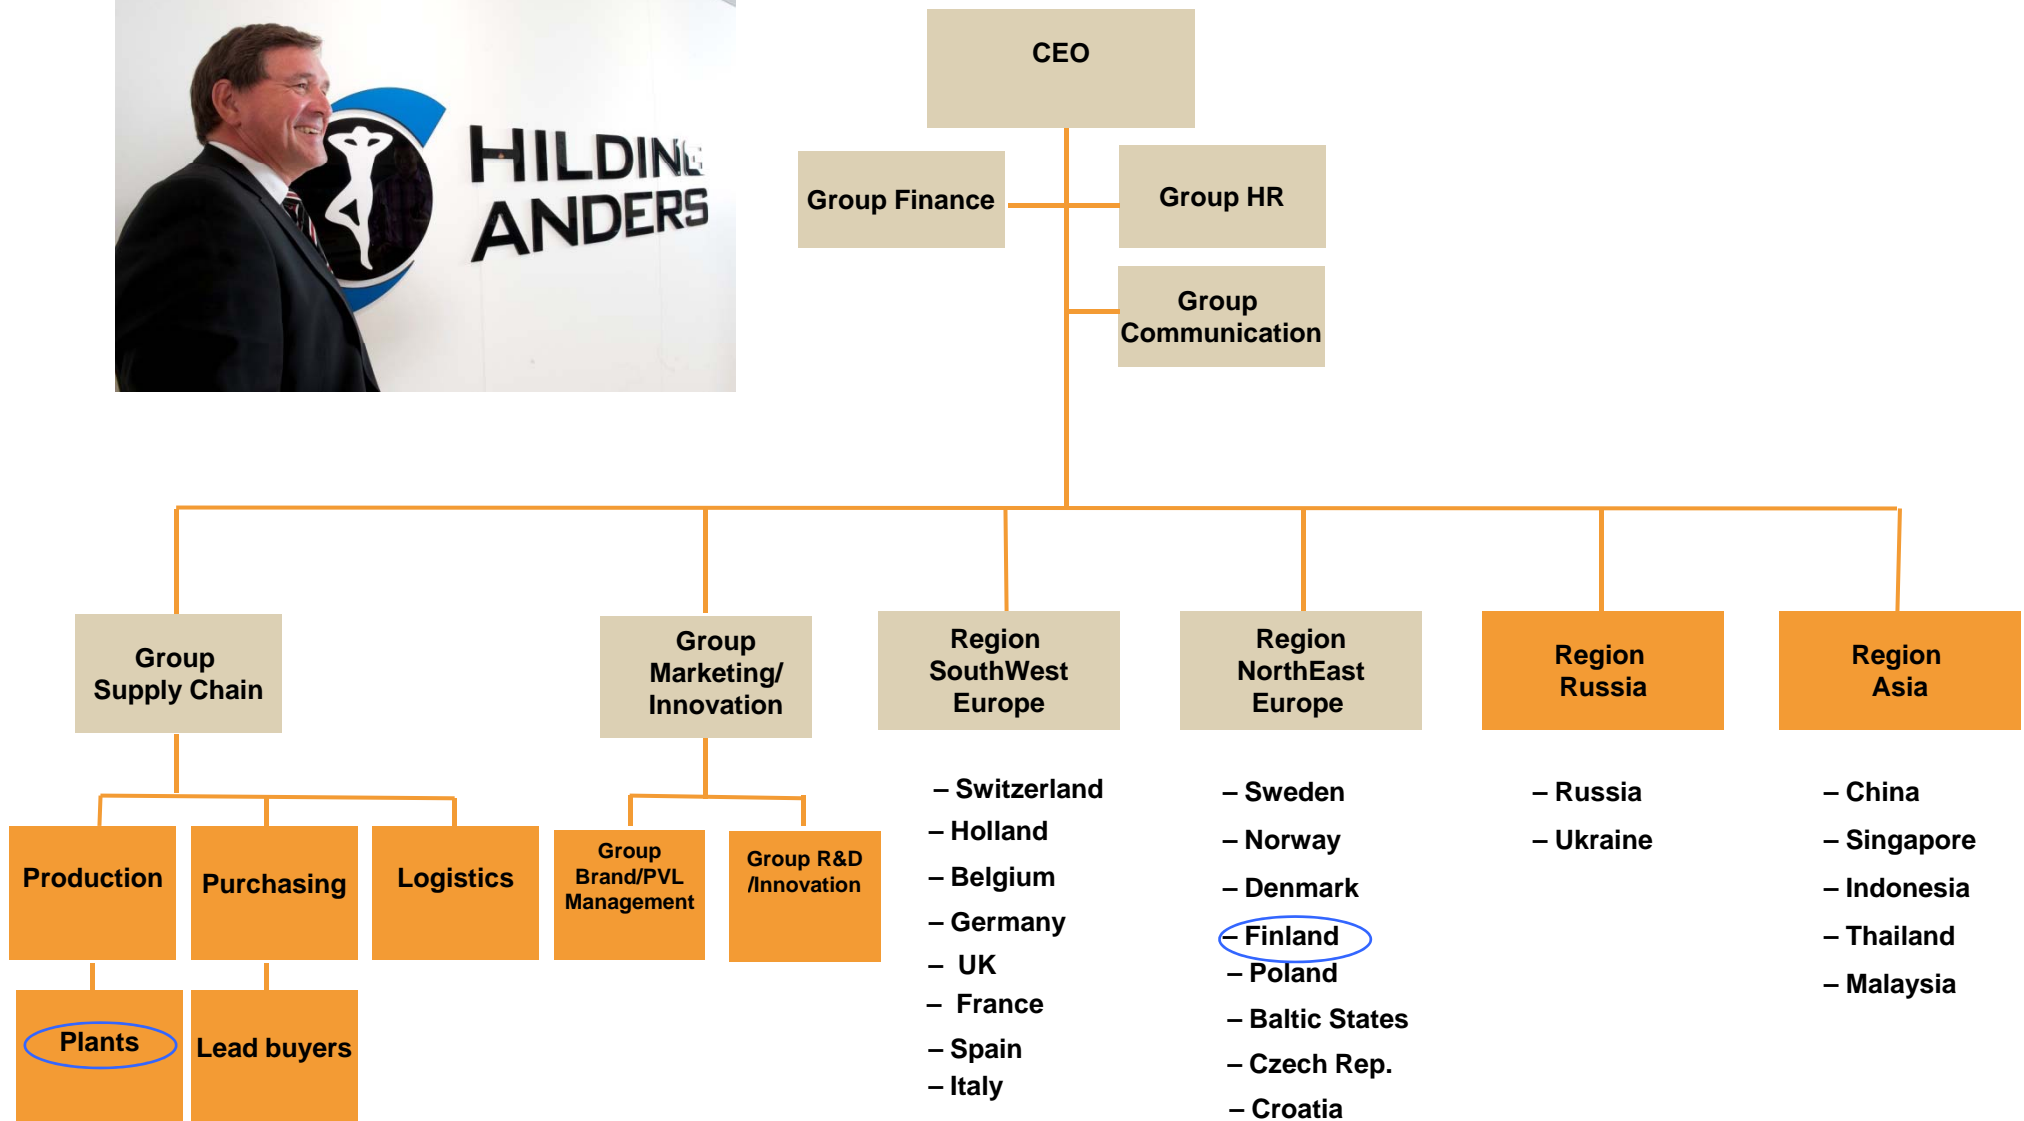 HILDING
ANDERS
CEO
Group Finance
Group HR
Group
Communication
Group
Supply Chain
Group
Marketing/
Innovation
Region
SouthWest
Europe
Region
NorthEast
Europe
Region
Russia
Region
Asia
Production
Purchasing
Logistics
Group
Brand/PVL
Management
Group R&D
/Innovation
Plants
Lead buyers
– Switzerland
– Holland
– Belgium
– Germany
– UK
– France
– Spain
– Italy
– Sweden
– Norway
– Denmark
– Finland
– Poland
– Baltic States
– Czech Rep.
– Croatia
– Russia
– Ukraine
– China
– Singapore
– Indonesia
– Thailand
– Malaysia